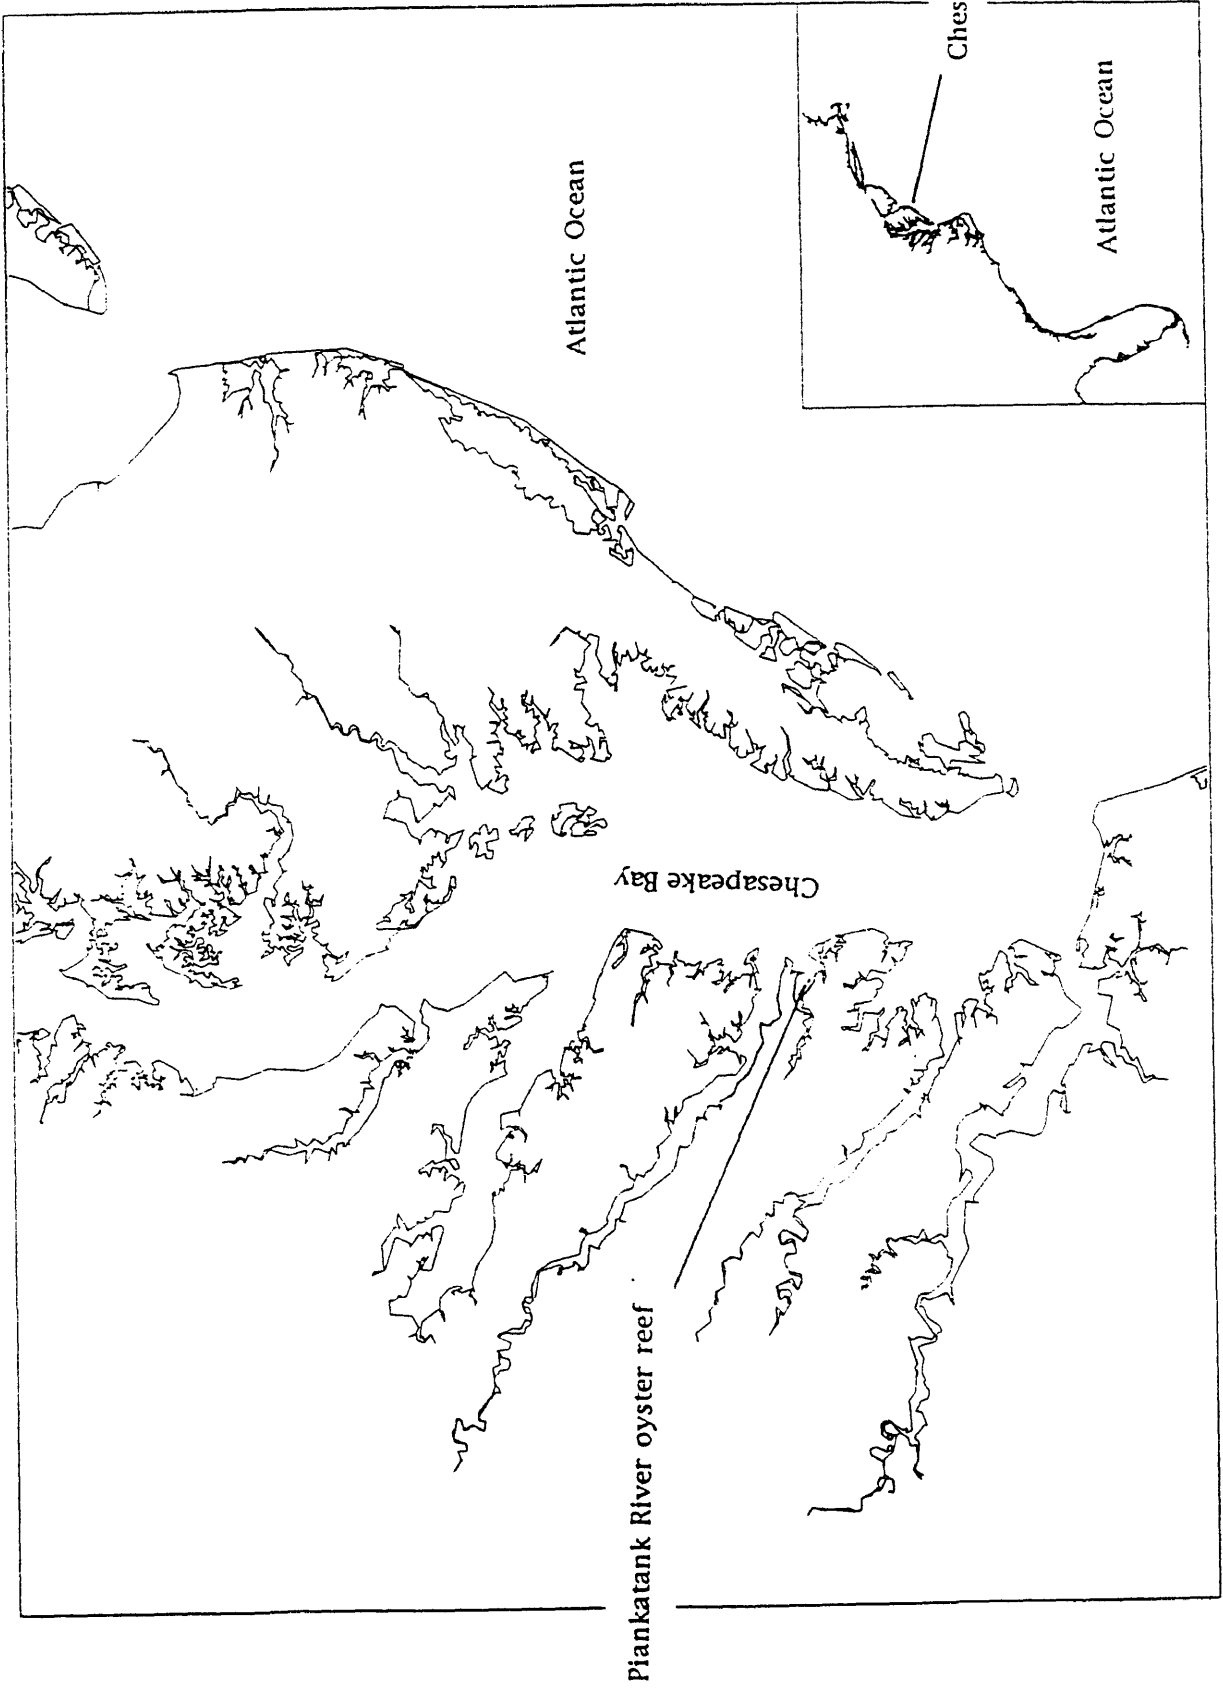 Ches
Atlantic Ocean
Atlantic Ocean
Chesapeake Bay
Piankatank River oyster reef